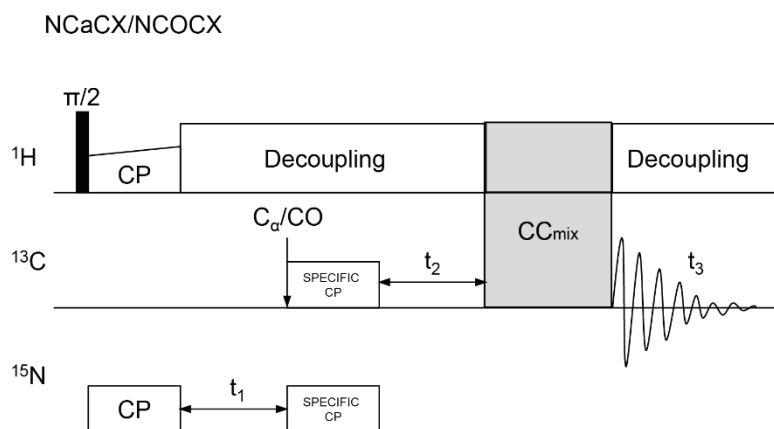 NCaCX/NCOCX
π/2
¹H
CP
Decoupling
Decoupling
Cα/CO
¹³C
SPECIFIC
CP
t₂
CCmix
t₃
¹⁵N
CP
t₁
SPECIFIC
CP